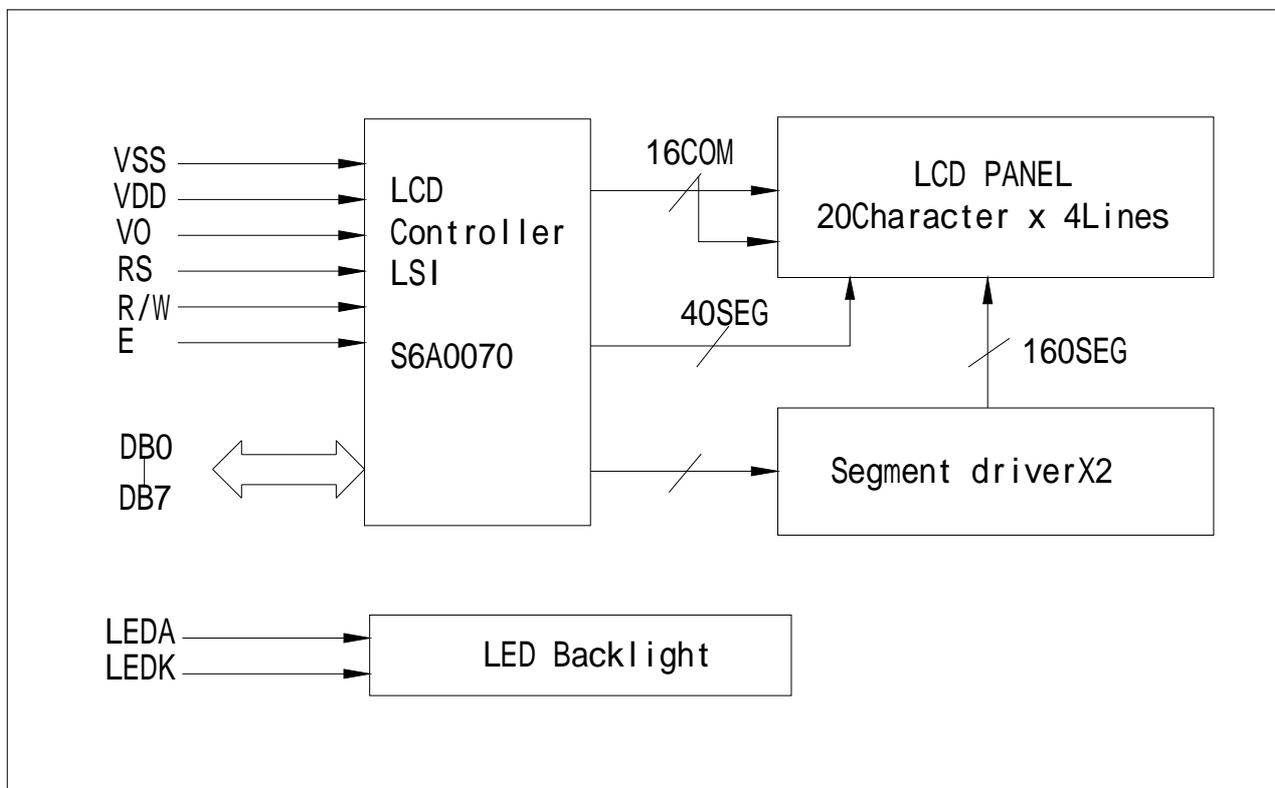 VSS
VDD
VO
RS
R/W
E
DB0
DB7
LCD
Controller
LSI
S6A0070
16COM
40SEG
LCD PANEL
20Character x 4Lines
160SEG
Segment driverX2
LEDA
LEDK
LED Backlight